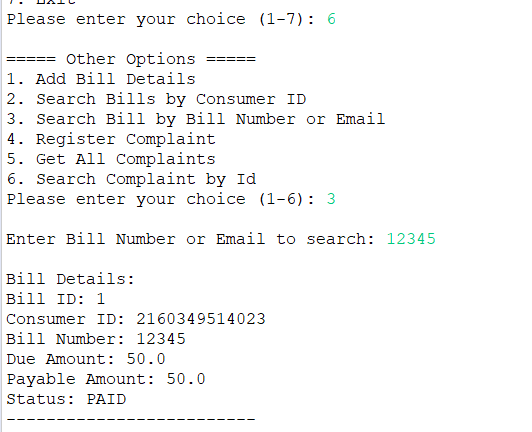 7. Exit
Please enter your choice (1-7): 6
===== Other Options =====
1. Add Bill Details
2. Search Bills by Consumer ID
3. Search Bill by Bill Number or Email
4. Register Complaint
5. Get All Complaints
6. Search Complaint by Id
Please enter your choice (1-6): 3
Enter Bill Number or Email to search: 12345
Bill Details:
Bill ID: 1
Consumer ID: 2160349514023
Bill Number: 12345
Due Amount: 50.0
Payable Amount: 50.0
Status: PAID
-------------------------